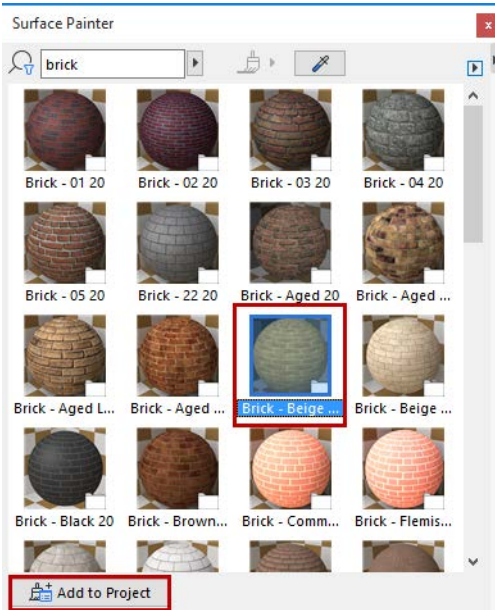 Surface Painter
x
brick
Brick - 01 20 Brick - 02 20 Brick - 03 20 Brick - 04 20
Brick - 05 20 Brick - 22 20 Brick - Aged 20 Brick - Aged ...
Brick - Aged L... Brick - Aged ... Brick - Beige ... Brick - Beige ...
Brick - Black 20 Brick - Brown... Brick - Comm... Brick - Flemis...
Add to Project